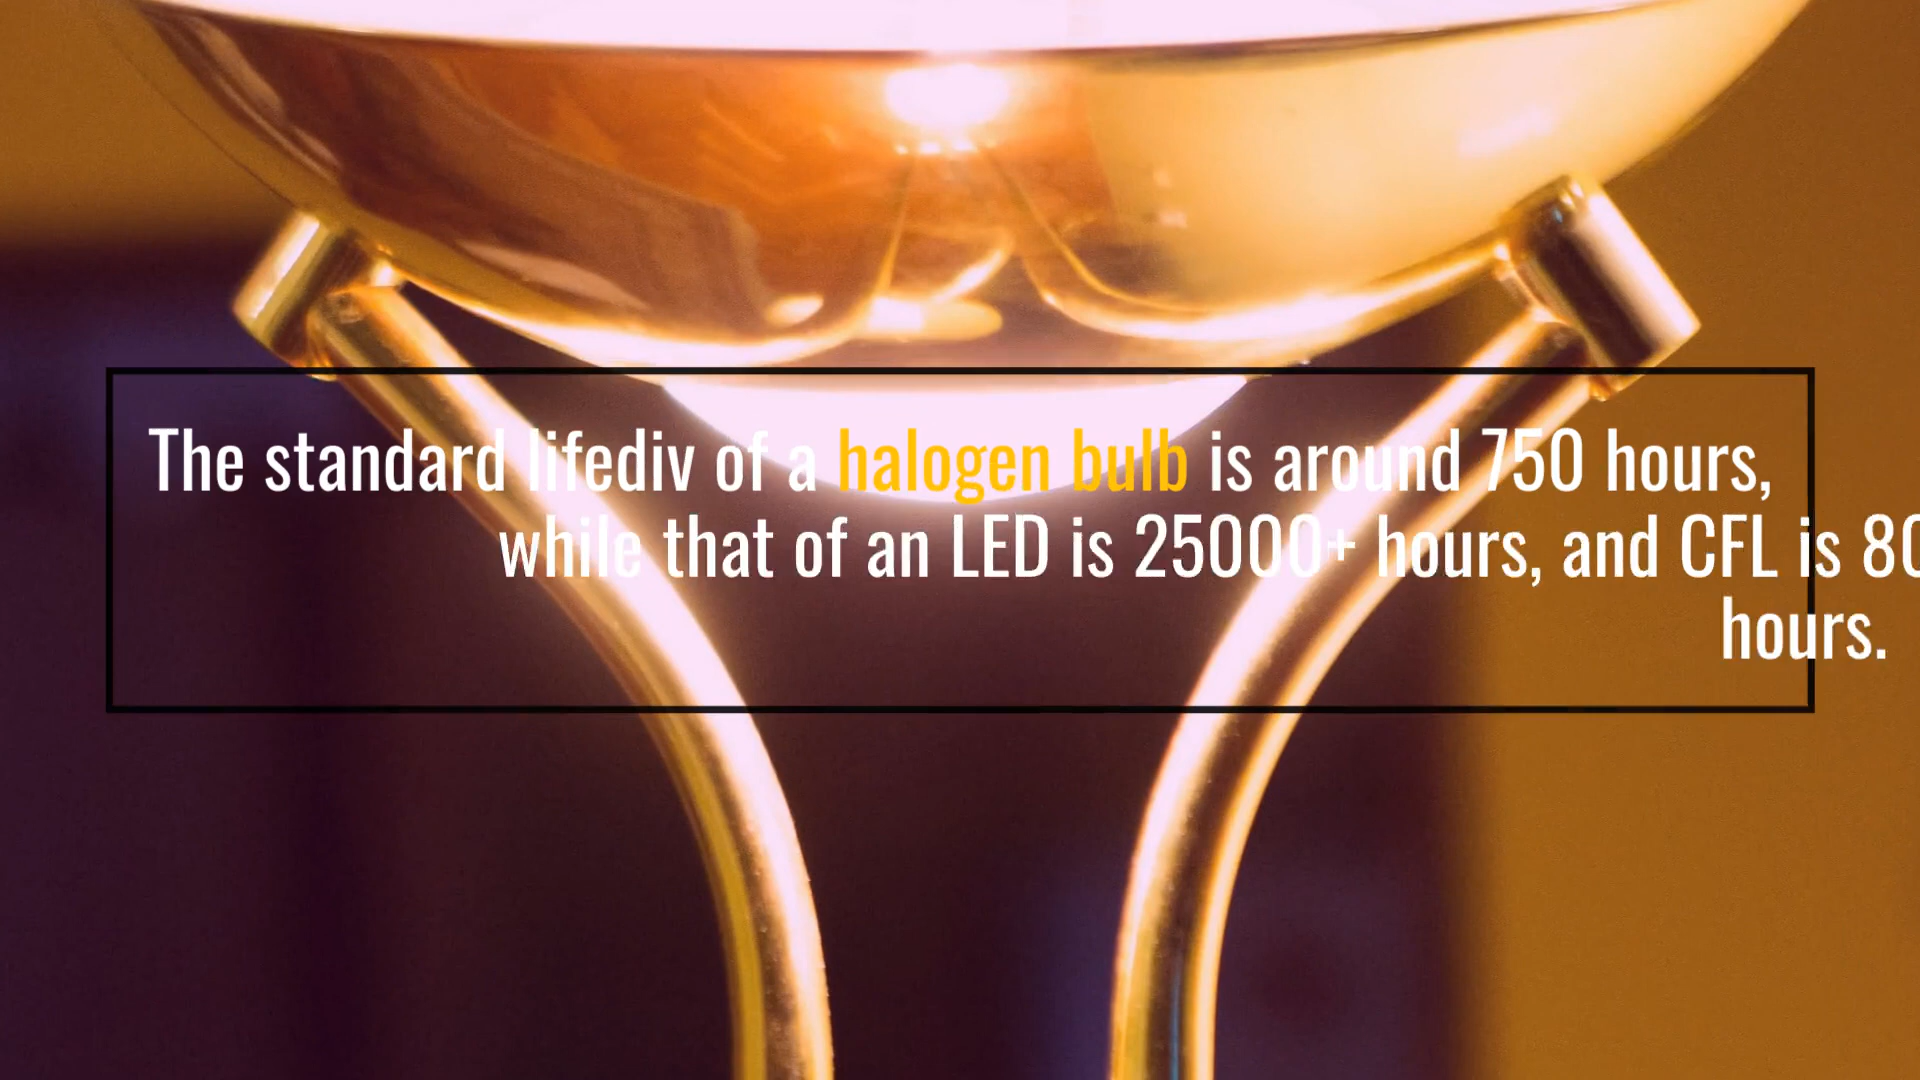 The standard lifediv of a halogen bulb is around 750 hours,
while that of an LED is 25000+ hours, and CFL is
hours.